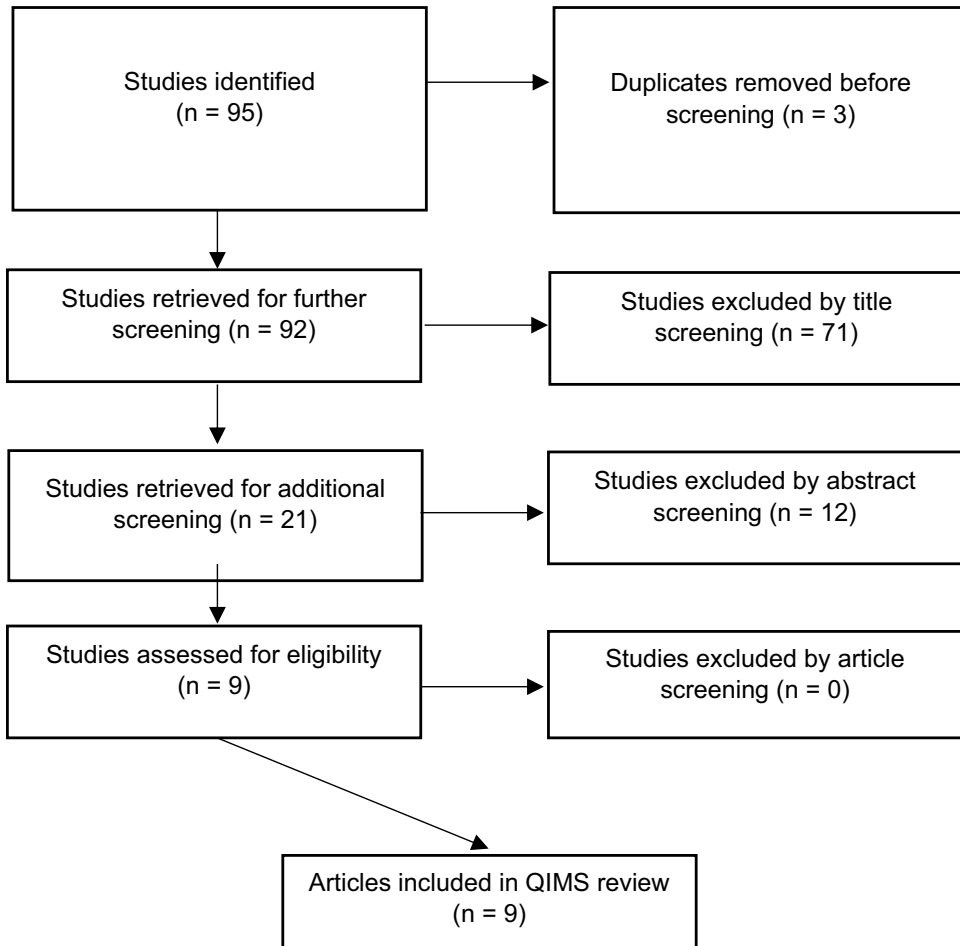 Studies identified
(n = 95)
Duplicates removed before
screening (n = 3)
Studies retrieved for further
screening (n = 92)
Studies excluded by title
screening (n = 71)
Studies retrieved for additional
screening (n = 21)
Studies excluded by abstract
screening (n = 12)
Studies assessed for eligibility
(n = 9)
Studies excluded by article
screening (n = 0)
Articles included in QIMS review
(n = 9)